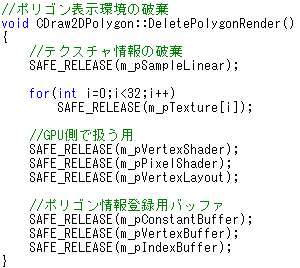 //ポリゴン表示環境の破棄
void CDraw2DPolygon::DeletePolygonRender()
{
    //テクスチャ情報の破棄
    SAFE_RELEASE(m_pSampleLinear);

    for(int i=0;i<32;i++)
        SAFE_RELEASE(m_pTexture[i]);

    //GPU側で扱う用
    SAFE_RELEASE(m_pVertexShader);
    SAFE_RELEASE(m_pPixelShader);
    SAFE_RELEASE(m_pVertexLayout);

    //ポリゴン情報登録用バッファ
    SAFE_RELEASE(m_pConstantBuffer);
    SAFE_RELEASE(m_pVertexBuffer);
    SAFE_RELEASE(m_pIndexBuffer);
}